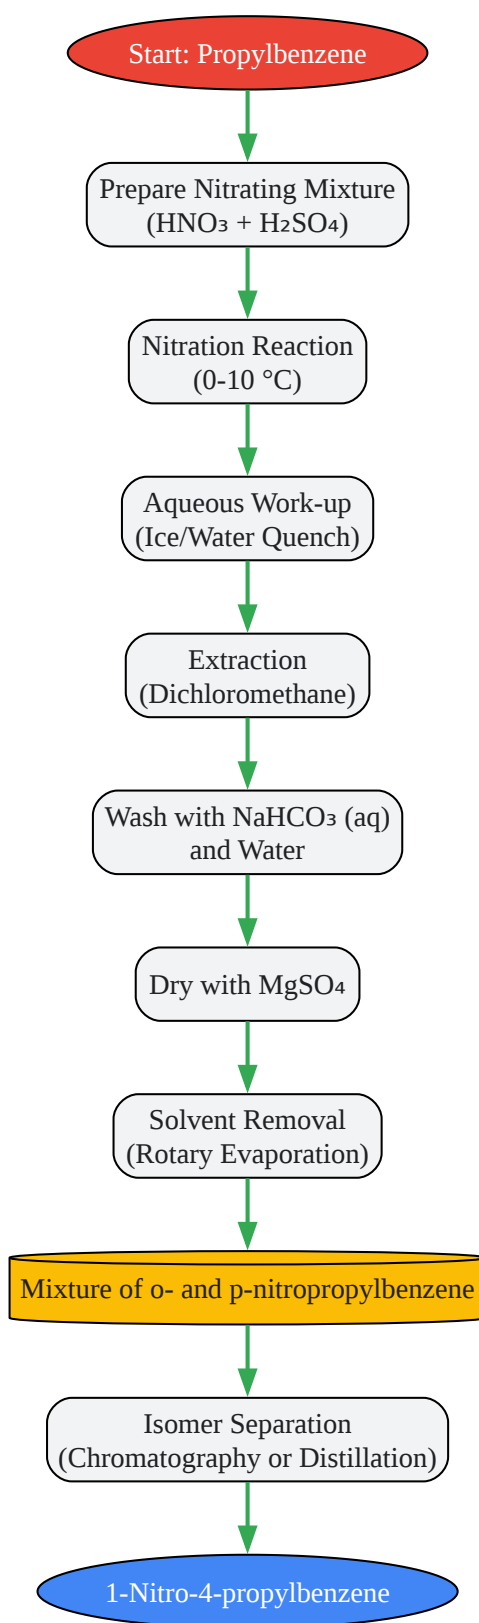 Start: Propylbenzene
Prepare Nitrating Mixture
(HNO₃ + H₂SO₄)
Nitration Reaction
(0-10 °C)
Aqueous Work-up
(Ice/Water Quench)
Extraction
(Dichloromethane)
Wash with NaHCO₃ (aq)
and Water
Dry with MgSO₄
Solvent Removal
(Rotary Evaporation)
Mixture of o- and p-nitropropylbenzene
Isomer Separation
(Chromatography or Distillation)
1-Nitro-4-propylbenzene